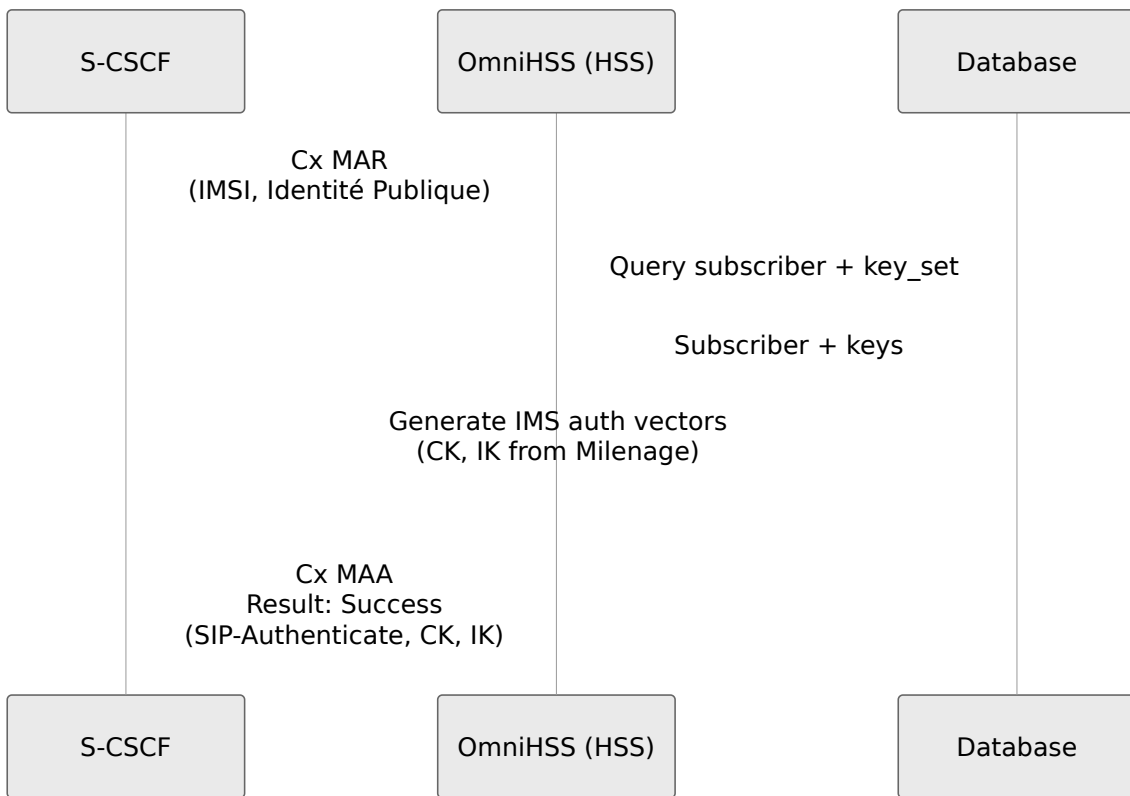 S-CSCF
OmniHSS (HSS)
Database
Cx MAR
(IMSI, Identité Publique)
Query subscriber + key_set
Subscriber + keys
Generate IMS auth vectors
(CK, IK from Milenage)
Cx MAA
Result: Success
(SIP-Authenticate, CK, IK)
S-CSCF
OmniHSS (HSS)
Database